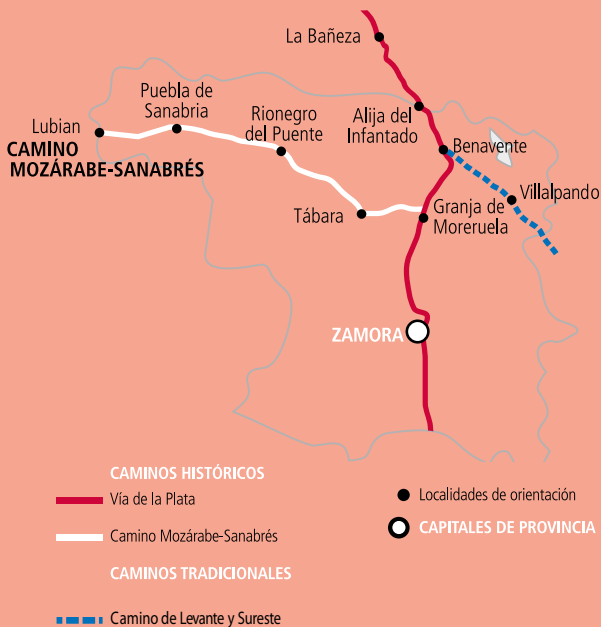 La Bañeza
Puebla de
Sanabria
Rionegro
del Puente
Alija del
Infantado
Lubian
CAMINO
MOZÁRABE-SANABRÉS
Benavente
Villalpando
Tábara
Granja de
Moreruela
ZAMORA
CAMINOS HISTÓRICOS
Vía de la Plata
Camino Mozárabe-Sanabrés
CAMINOS TRADICIONALES
Camino de Levante y Sureste
Localidades de orientación
CAPITALES DE PROVINCIA